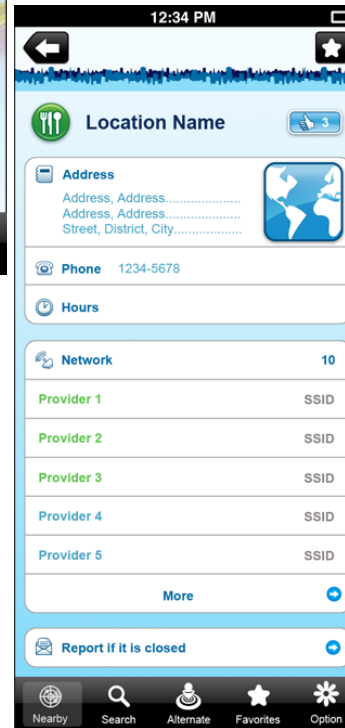 12:34 PM
Location Name
3
Address
Address, Address.....................
Address, Address.....................
Street, District, City...................
Phone 1234-5678
Hours
Network 10
Provider 1 SSID
Provider 2 SSID
Provider 3 SSID
Provider 4 SSID
Provider 5 SSID
More
Report if it is closed
Nearby Search Alternate Favorites Option